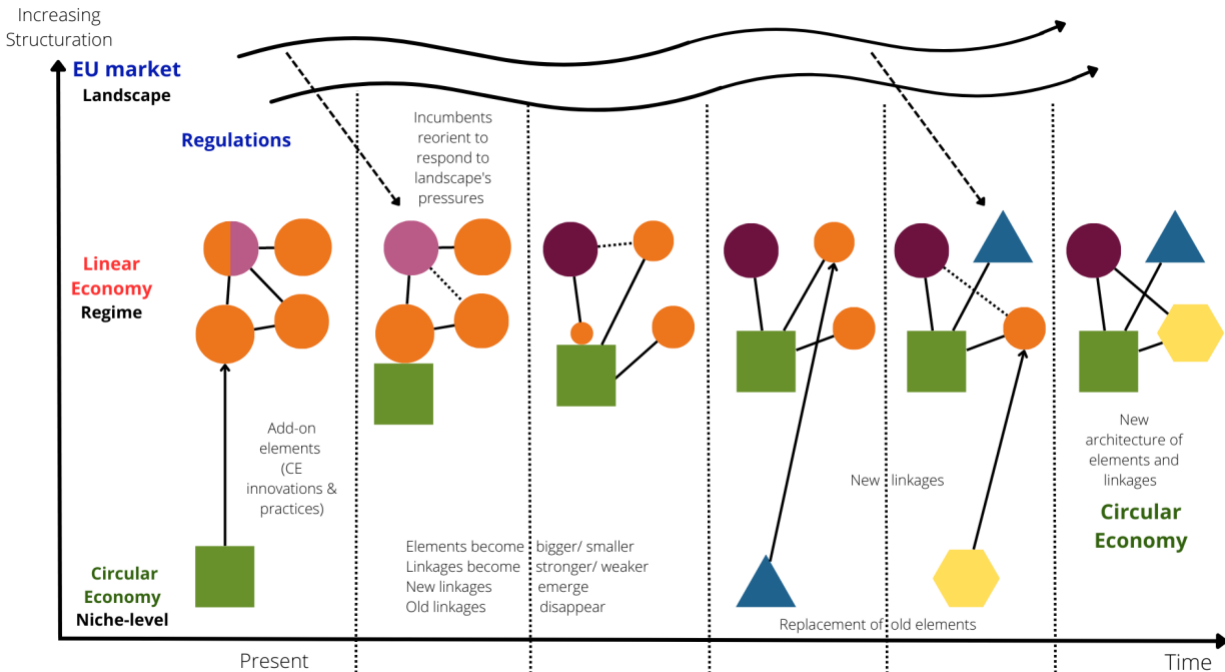 Increasing
Structuration
EU market
Landscape
Regulations
Incumbents
reorient to
respond to
landscape's
pressures
Linear
Economy
Regime
Add-on
elements
(CE
innovations &
practices)
New linkages
New
architecture of
elements and
linkages
Circular
Economy
Elements become bigger/ smaller
Linkages become stronger/ weaker
New linkages emerge
Old linkages disappear
Circular
Economy
Niche-level
Replacement of old elements
Present
Time